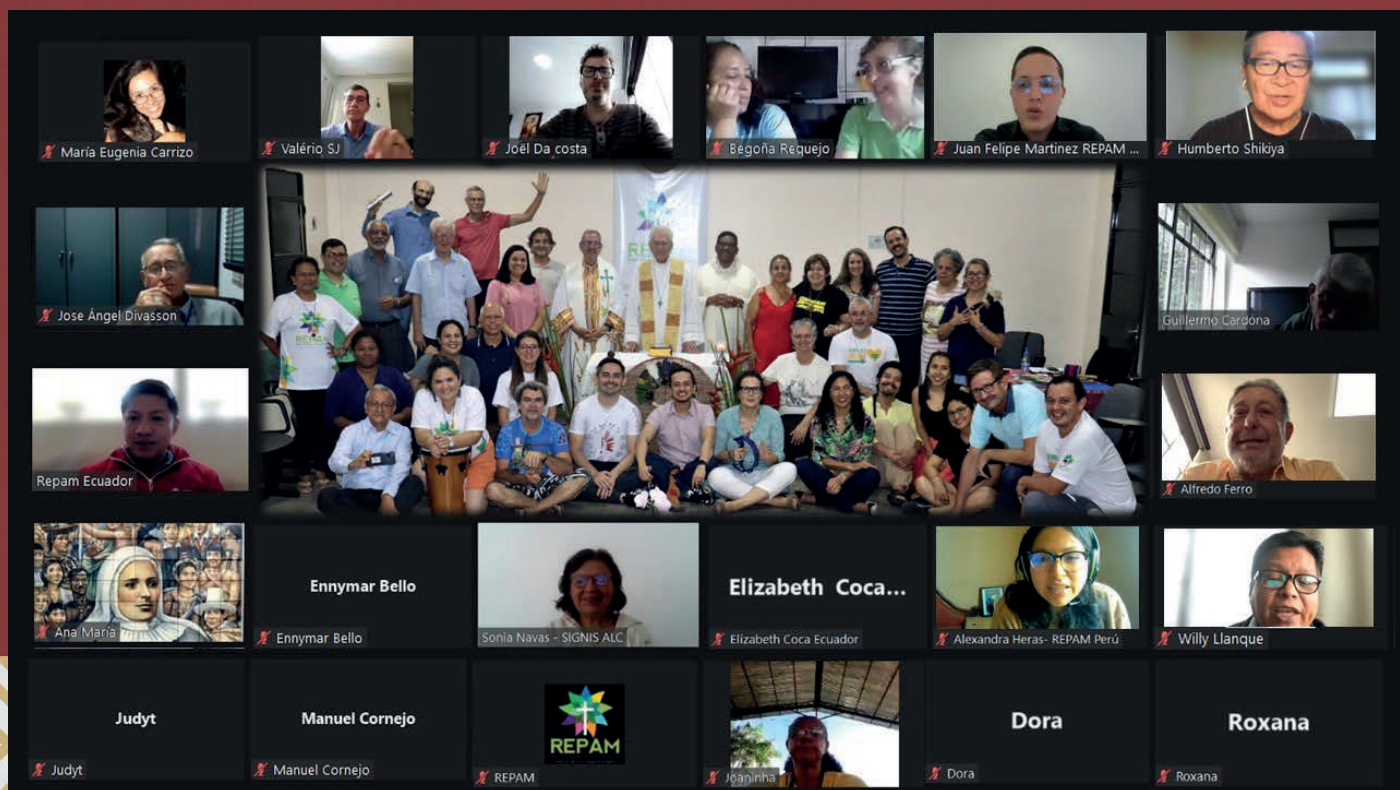 María Eugenia Carrizo
Valério SJ
Joël Da costa
Begoña Requejo
Juan Felipe Martinez REPAM ...
Humberto Shikiya
REPAM
Jose Ángel Divasson
REPAM
Guillermo Cardona
Repam Ecuador
Alfredo Ferro
Ana María
Ennymar Bello
Ennymar Bello
Sonia Navas - SIGNIS ALC
Elizabeth Coca...
Elizabeth Coca Ecuador
Alexandra Heras- REPAM Perú
Willy Llanque
Judyt
Judyt
Manuel Cornejo
Manuel Cornejo
REPAM
REPAM
Joaninha
Dora
Dora
Roxana
Roxana